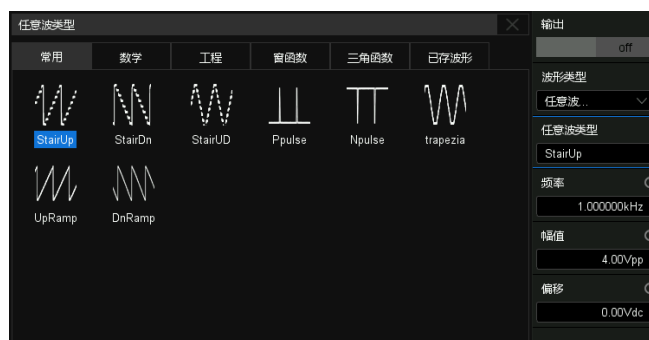 任意波类型
常用 数学 工程 窗函数 三角函数 已存波形
StairUp StairDn StairUD Ppulse Npulse trapezia
UpRamp DnRamp
输出
off
波形类型
任意波...
任意波类型
StairUp
频率
1.000000kHz
幅值
4.00Vpp
偏移
0.00Vdc